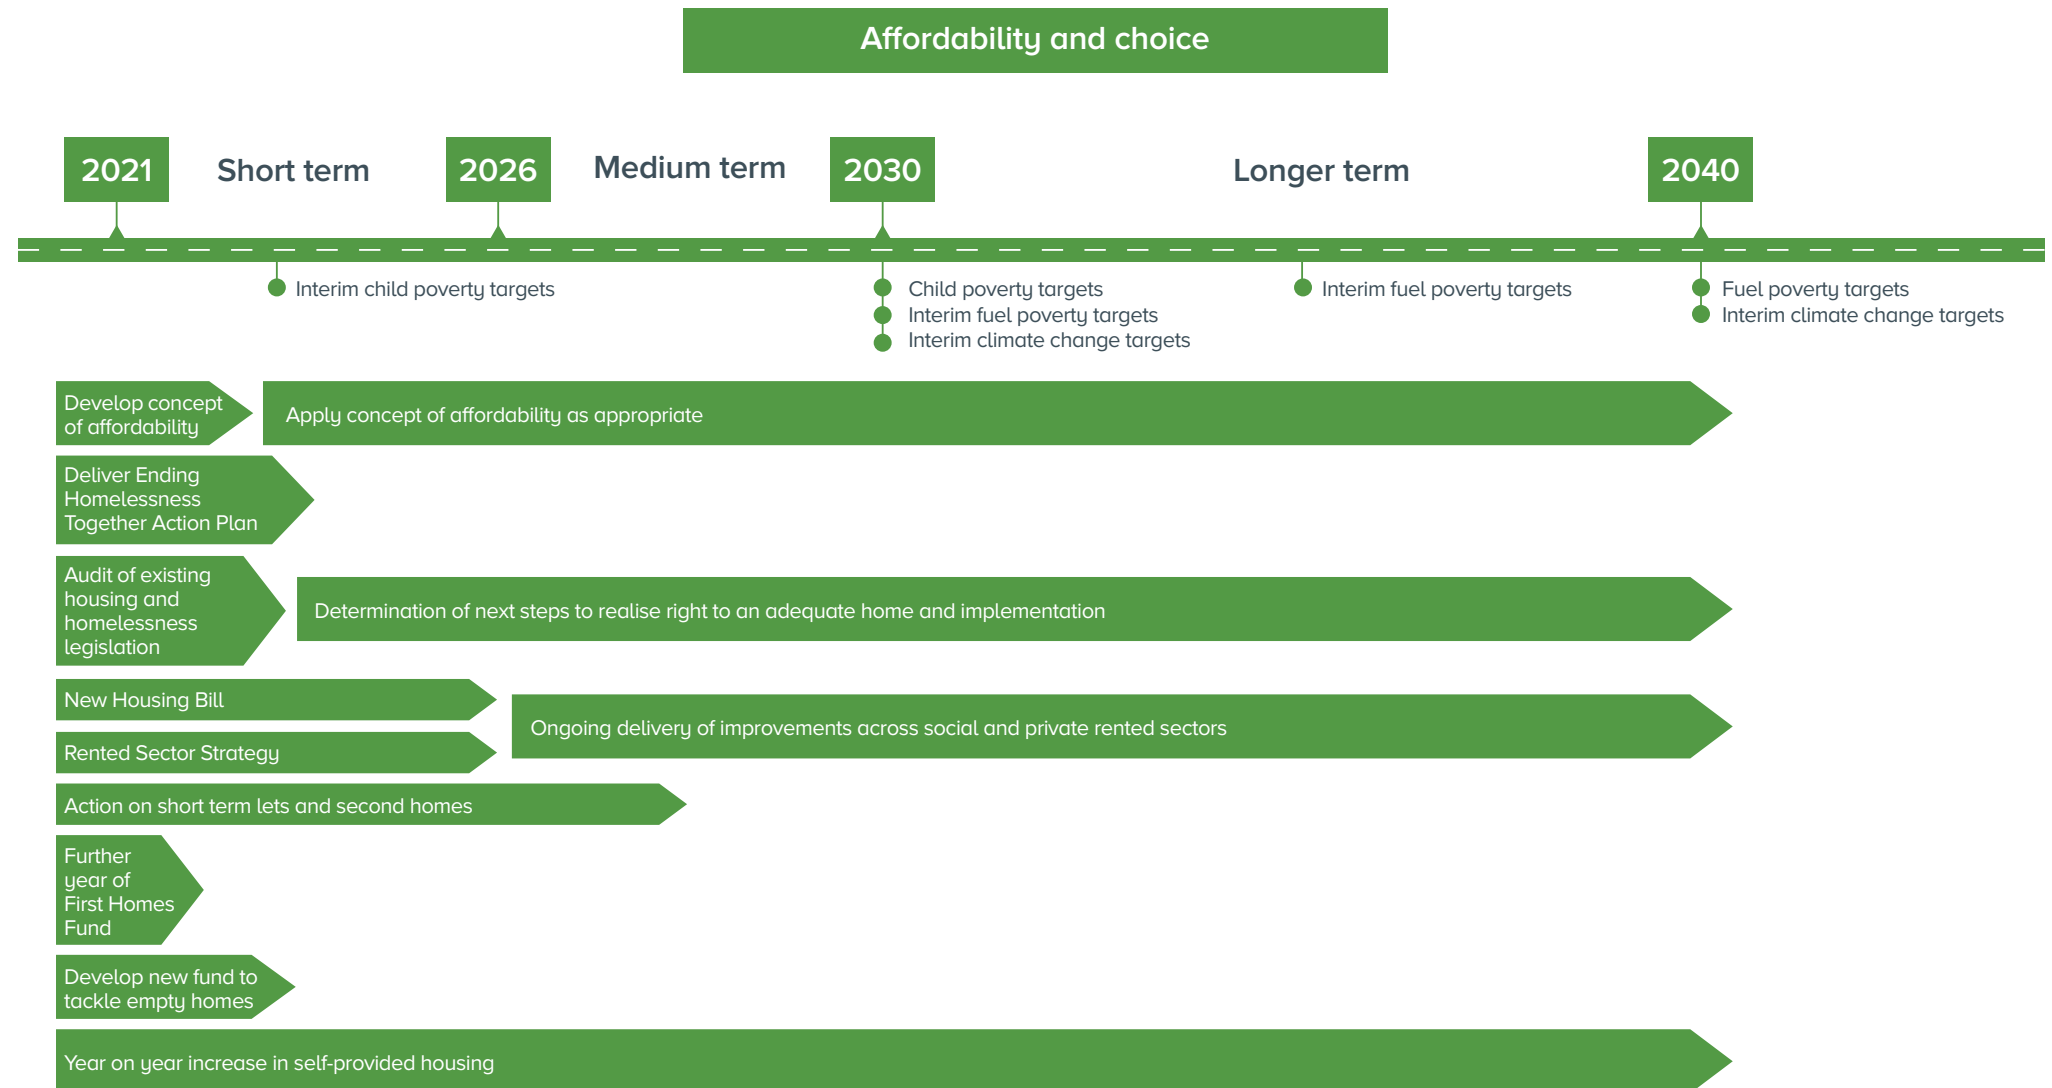 Affordability and choice
2021
Short term
2026
Medium term
2030
Longer term
2040
Interim child poverty targets
Child poverty targets
Interim fuel poverty targets
Interim climate change targets
Interim fuel poverty targets
Fuel poverty targets
Interim climate change targets
Develop concept
of affordability
Apply concept of affordability as appropriate
Deliver Ending
Homelessness
Together Action Plan
Audit of existing
housing and
homelessness
legislation
Determination of next steps to realise right to an adequate home and implementation
New Housing Bill
Rented Sector Strategy
Ongoing delivery of improvements across social and private rented sectors
Action on short term lets and second homes
Further
year of
First Homes
Fund
Develop new fund to
tackle empty homes
Year on year increase in self-provided housing